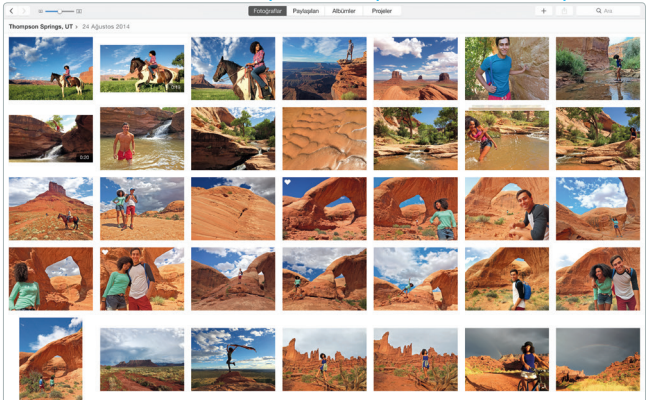 Fotoğraflar Paylaşılan Albümler Projeler
Ara
Thompson Springs, UT 24 Ağustos 2014
0:20